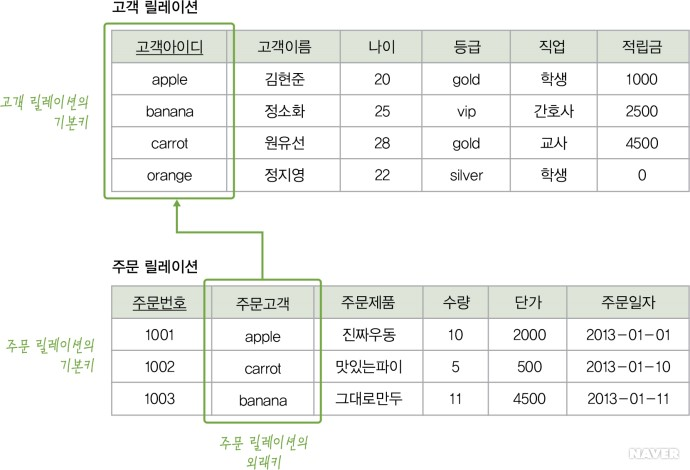 고객 릴레이션
고객아이디 고객이름 나이 등급 직업 적립금
apple 김현준 20 gold 학생 1000
고객 릴레이션의
기본키
banana 정소화 25 vip 간호사 2500
carrot 원유선 28 gold 교사 4500
orange 정지영 22 silver 학생 0
주문 릴레이션
주문번호 주문고객 주문제품 수량 단가 주문일자
1001 apple 진짜우동 10 2000 2013-01-01
주문 릴레이션의
기본키
1002 carrot 맛있는파이 5 500 2013-01-10
1003 banana 그대로만두 11 4500 2013-01-11
주문 릴레이션의
외래키
NAVER